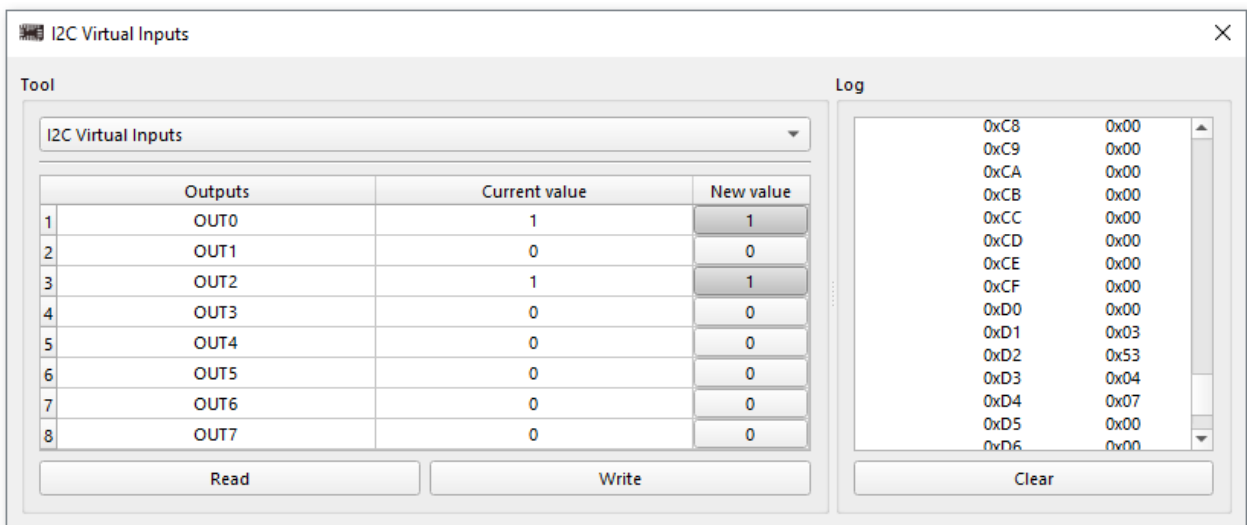 I2C Virtual Inputs
Tool
I2C Virtual Inputs
Outputs Current value New value
1 OUT0 1 1
2 OUT1 0 0
3 OUT2 1 1
4 OUT3 0 0
5 OUT4 0 0
6 OUT5 0 0
7 OUT6 0 0
8 OUT7 0 0
Read Write
Log
0xC8 0x00
0xC9 0x00
0xCA 0x00
0xCB 0x00
0xCC 0x00
0xCD 0x00
0xCE 0x00
0xCF 0x00
0xD0 0x00
0xD1 0x03
0xD2 0x53
0xD3 0x04
0xD4 0x07
0xD5 0x00
0xD6 0x00
Clear